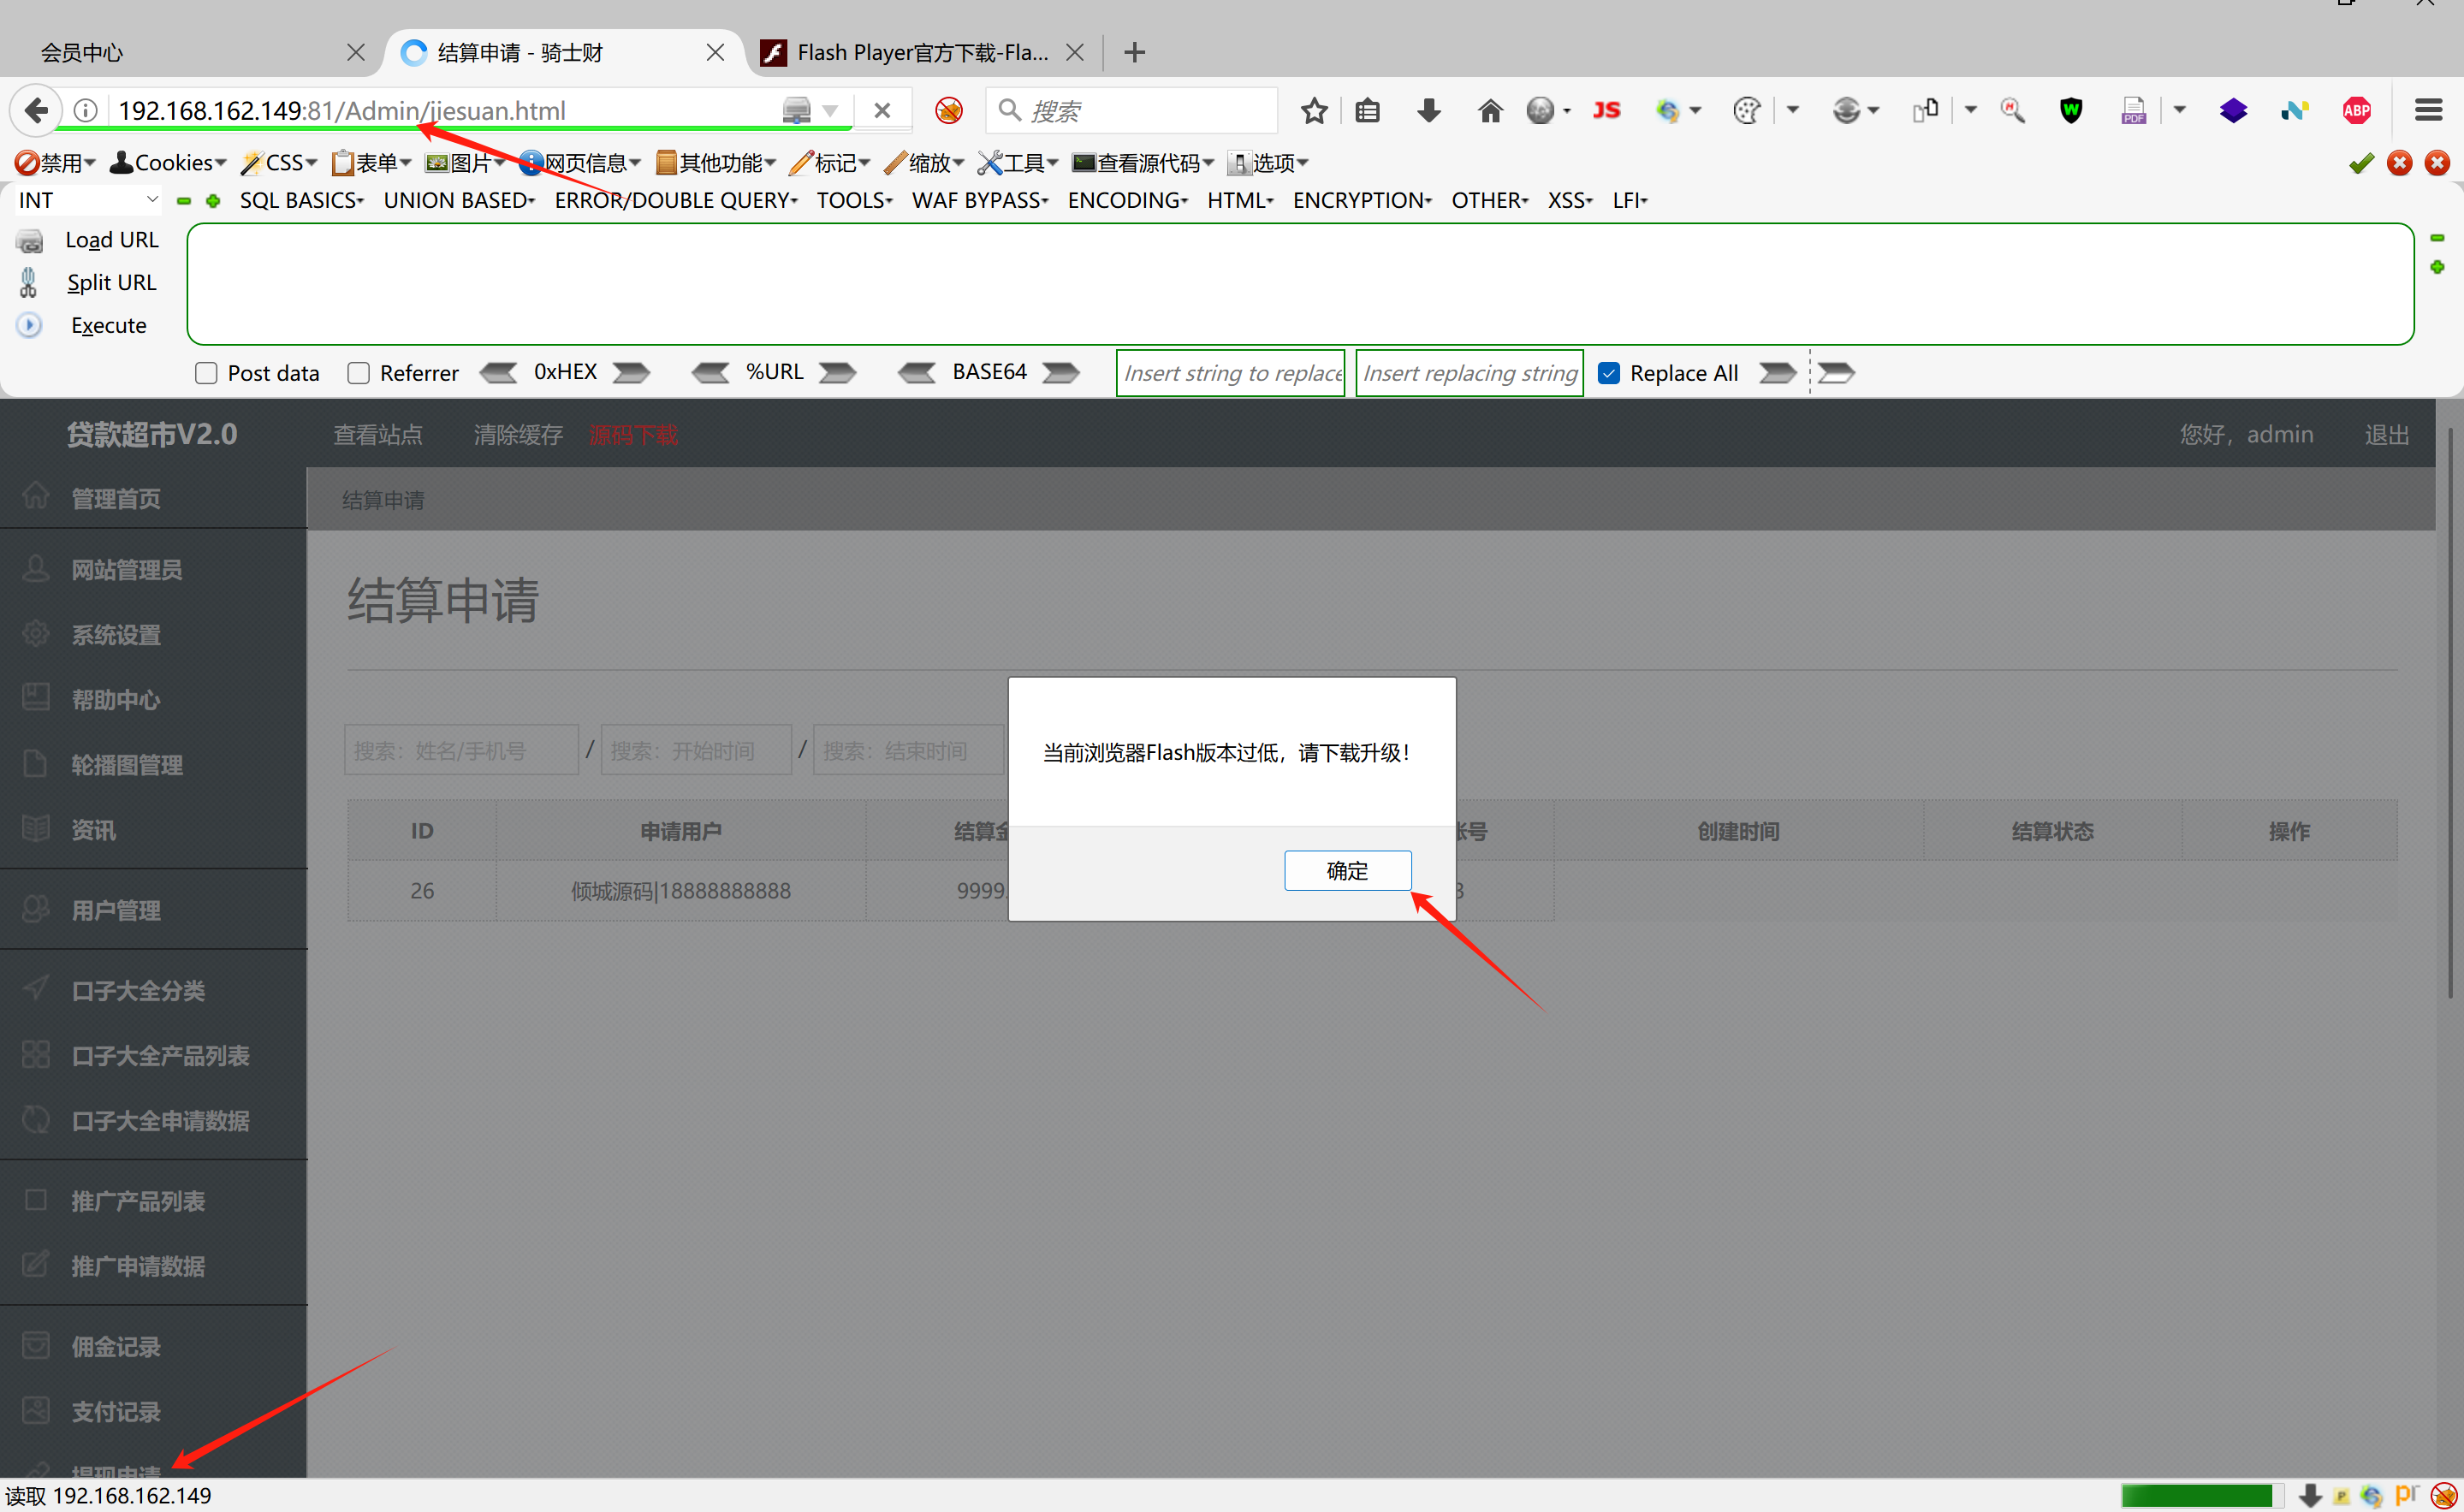 会员中心
结算申请 - 骑士财
Flash Player官方下载-Fla...
192.168.162.149:81/Admin/jiesuan.html
搜索
JS
PDF
ABP
禁用 Cookies CSS 表单 图片 网页信息 其他功能 标记 缩放 工具 查看源代码 选项
INT
SQL BASICS UNION BASED ERROR/DOUBLE QUERY TOOLS WAF BYPASS ENCODING HTML ENCRYPTION OTHER XSS LFI
Load URL
Split URL
Execute
Post data Referrer 0xHEX %URL BASE64 Insert string to replace Insert replacing string Replace All
贷款超市V2.0 查看站点 清除缓存 源码下载 您好，admin 退出
管理首页
网站管理员
系统设置
帮助中心
轮播图管理
资讯
用户管理
口子大全分类
口子大全产品列表
口子大全申请数据
推广产品列表
推广申请数据
佣金记录
支付记录
提现申请
结算申请
结算申请
搜索：姓名/手机号 / 搜索：开始时间 / 搜索：结束时间
ID 申请用户 结算金 账号 创建时间 结算状态 操作
26 倾城源码|18888888888 9999. 3
当前浏览器Flash版本过低，请下载升级！
确定
读取 192.168.162.149